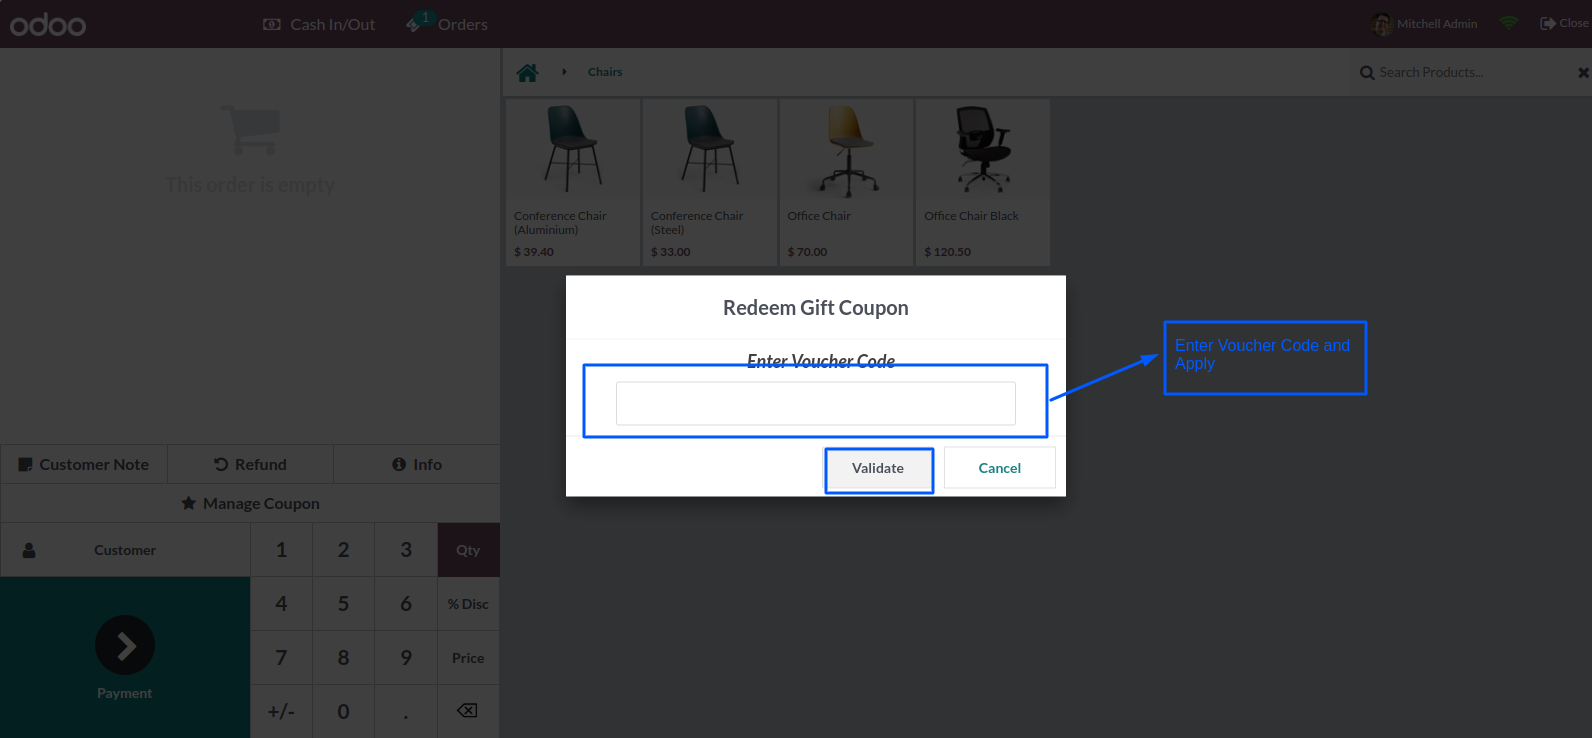 odoo
Cash In/Out
1
Orders
Mitchell Admin
Close
Chairs
Search Products...
This order is empty
Conference Chair
(Aluminium)
$ 39.40
Conference Chair
(Steel)
$ 33.00
Office Chair
$ 70.00
Office Chair Black
$ 120.50
Redeem Gift Coupon
Enter Voucher Code
Validate
Cancel
Enter Voucher Code and
Apply
Customer Note
Refund
Info
Manage Coupon
Customer
1 2 3 Qty
4 5 6 % Disc
7 8 9 Price
Payment
+/- 0 .